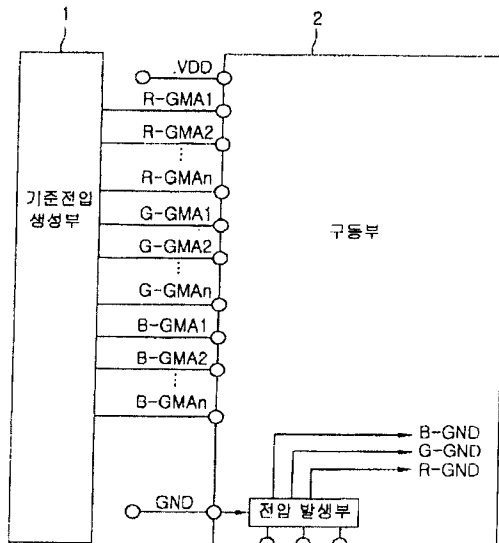 1
2
.VDD
R-GMA1
R-GMA2
R-GMAn
G-GMA1
G-GMA2
G-GMAn
B-GMA1
B-GMA2
B-GMAn
기준전압
생성부
구동부
B-GND
G-GND
R-GND
GND
전압 발생부